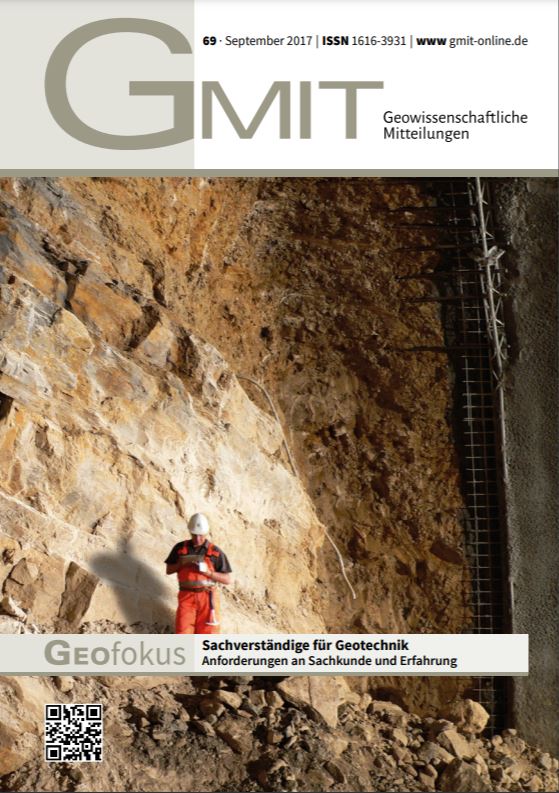 69 · September 2017 | ISSN 1616-3931 | www gmit-online.de
GMIT
Geowissenschaftliche
Mitteilungen
GEOfokus
Sachverständige für Geotechnik
Anforderungen an Sachkunde und Erfahrung